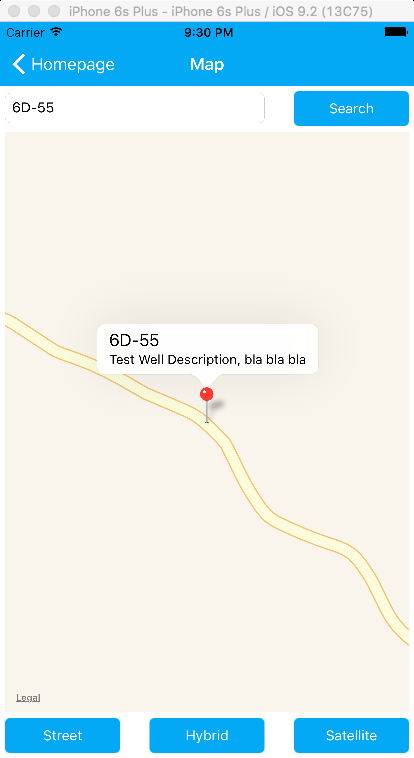 iPhone 6s Plus - iPhone 6s Plus / iOS 9.2 (13C75)
Carrier 9:30 PM
Homepage Map
6D-55 Search
6D-55
Test Well Description, bla bla bla
Legal
Street Hybrid Satellite